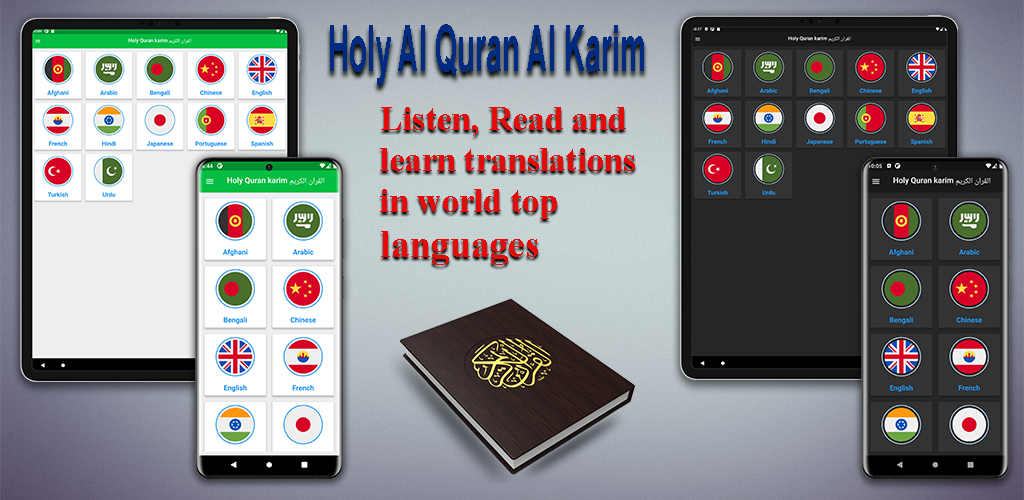 Holy Al Quran Al Karim
Listen, Read and
learn translations
in world top
languages
Holy Quran karim القرآن الكريم
Afghani Arabic Bengali Chinese English
French Hindi Japanese Portuguese Spanish
Turkish Urdu
:44
Holy Quran karim القرآن الكريم
Afghani Arabic
Bengali Chinese
English French
Holy Quran karim القرآن الكريم
Afghani Arabic Bengali Chinese English
French Hindi Japanese Portuguese Spanish
Turkish Urdu
10:05
Holy Quran karim القرآن الكريم
Afghani Arabic
Bengali Chinese
English French